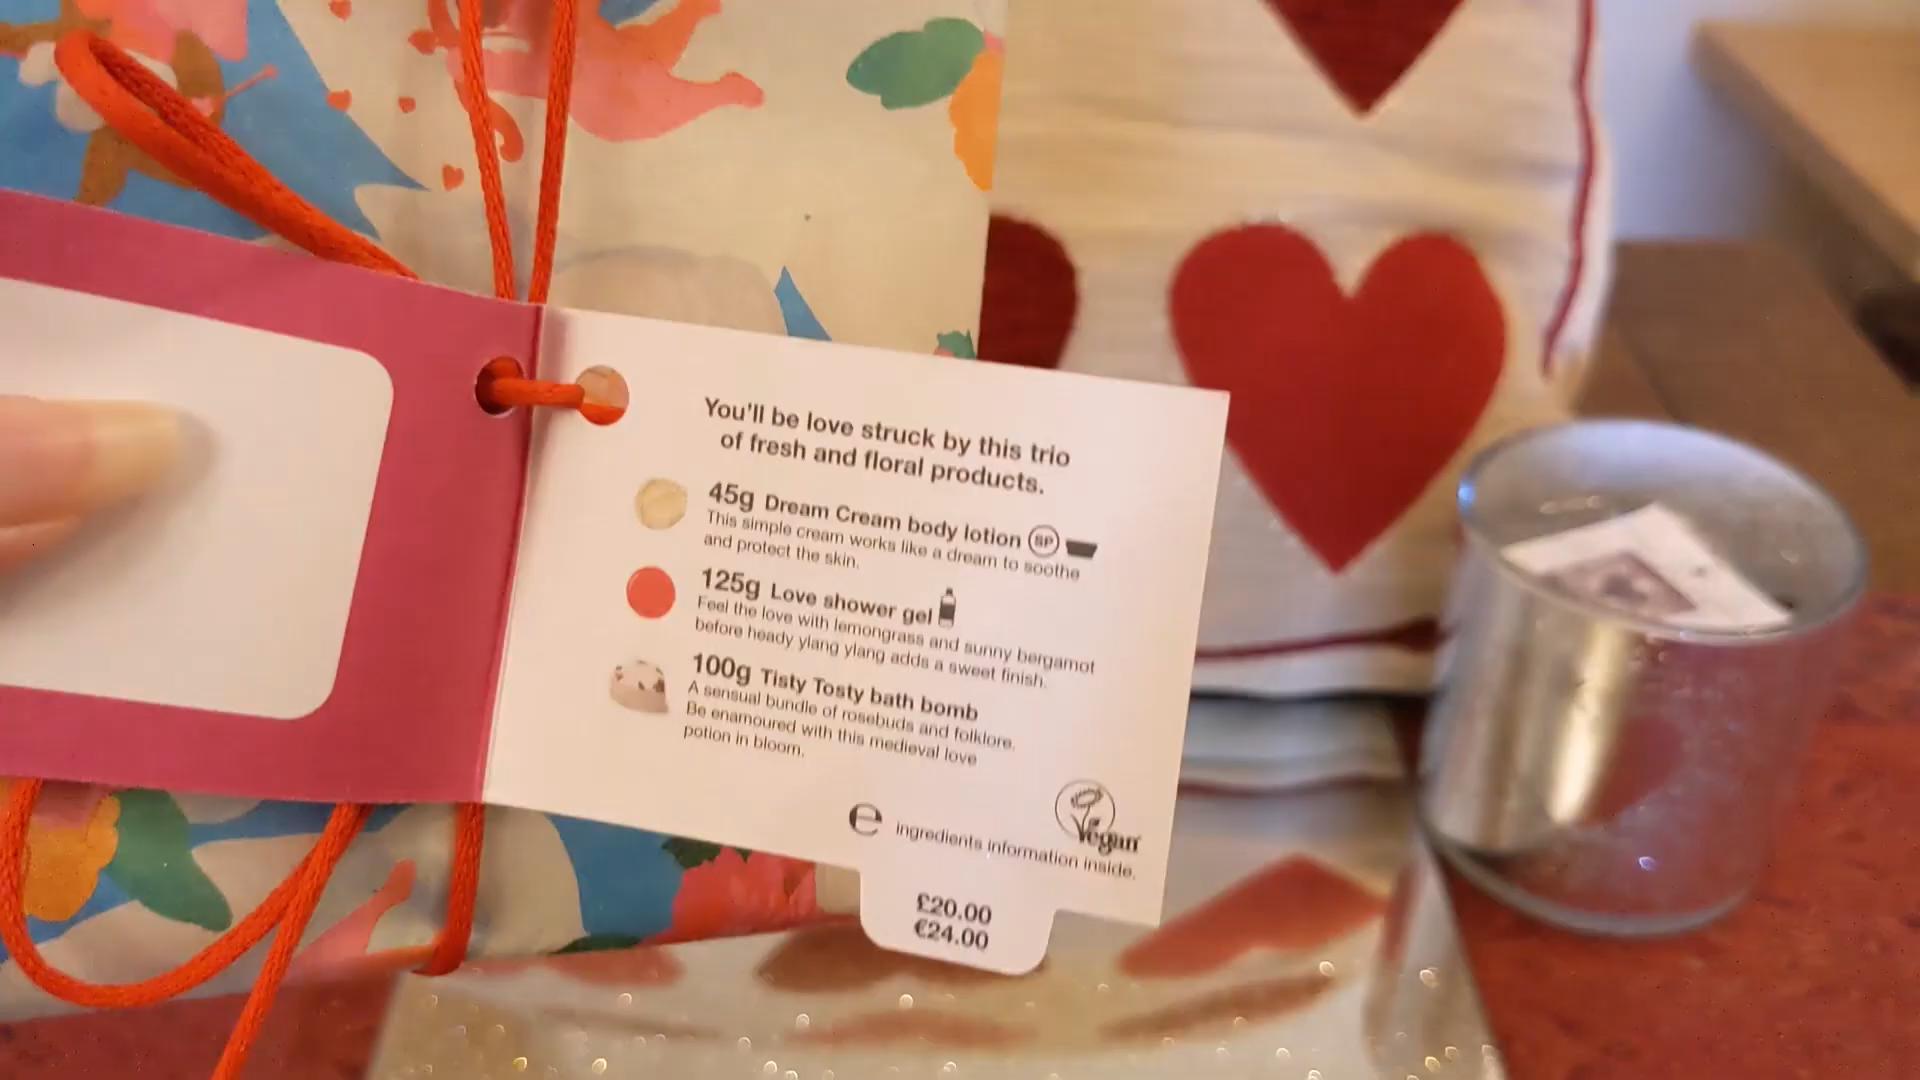 You'll be love struck by this trio
of fresh and floral products.
45g Dream Cream body lotion SP
This simple cream works like a dream to soothe
and protect the skin.
125g Love shower gel
Feel the love with lemongrass and sunny bergamot
before heady ylang ylang adds a sweet finish.
100g Tisty Tosty bath bomb
A sensual bundle of rosebuds and folklore.
Be enamoured with this medieval love
potion in bloom.
Vegan
e ingredients information inside.
£20.00
€24.00